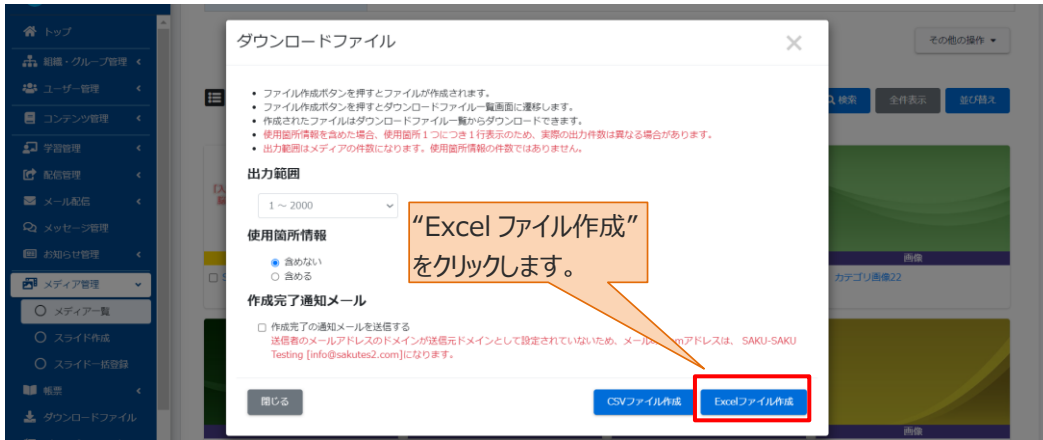 トップ
組織・グループ管理
ユーザー管理
コンテンツ管理
学習管理
配信管理
メール配信
メッセージ管理
お知らせ管理
メディア管理
メディア一覧
スライド作成
スライド一括登録
帳票
ダウンロードファイル
その他の操作
検索
全件表示
並び替え
ダウンロードファイル
• ファイル作成ボタンを押すとファイルが作成されます。
• ファイル作成ボタンを押すとダウンロードファイル一覧画面に遷移します。
• 作成されたファイルはダウンロードファイル一覧からダウンロードできます。
• 使用箇所情報を含めた場合、使用箇所1つにつき1行表示のため、実際の出力件数は異なる場合があります。
• 出力範囲はメディアの件数になります。使用箇所情報の件数ではありません。
出力範囲
1 ～ 2000
使用箇所情報
含めない
含める
作成完了通知メール
作成完了の通知メールを送信する
送信者のメールアドレスのドメインが送信元ドメインとして設定されていないため、メールの
アドレスは、 SAKU-SAKU
Testing [info@sakutes2.com]になります。
閉じる
CSVファイル作成
Excelファイル作成
“Excel ファイル作成”
をクリックします。
画像
カテゴリ画像22
画像